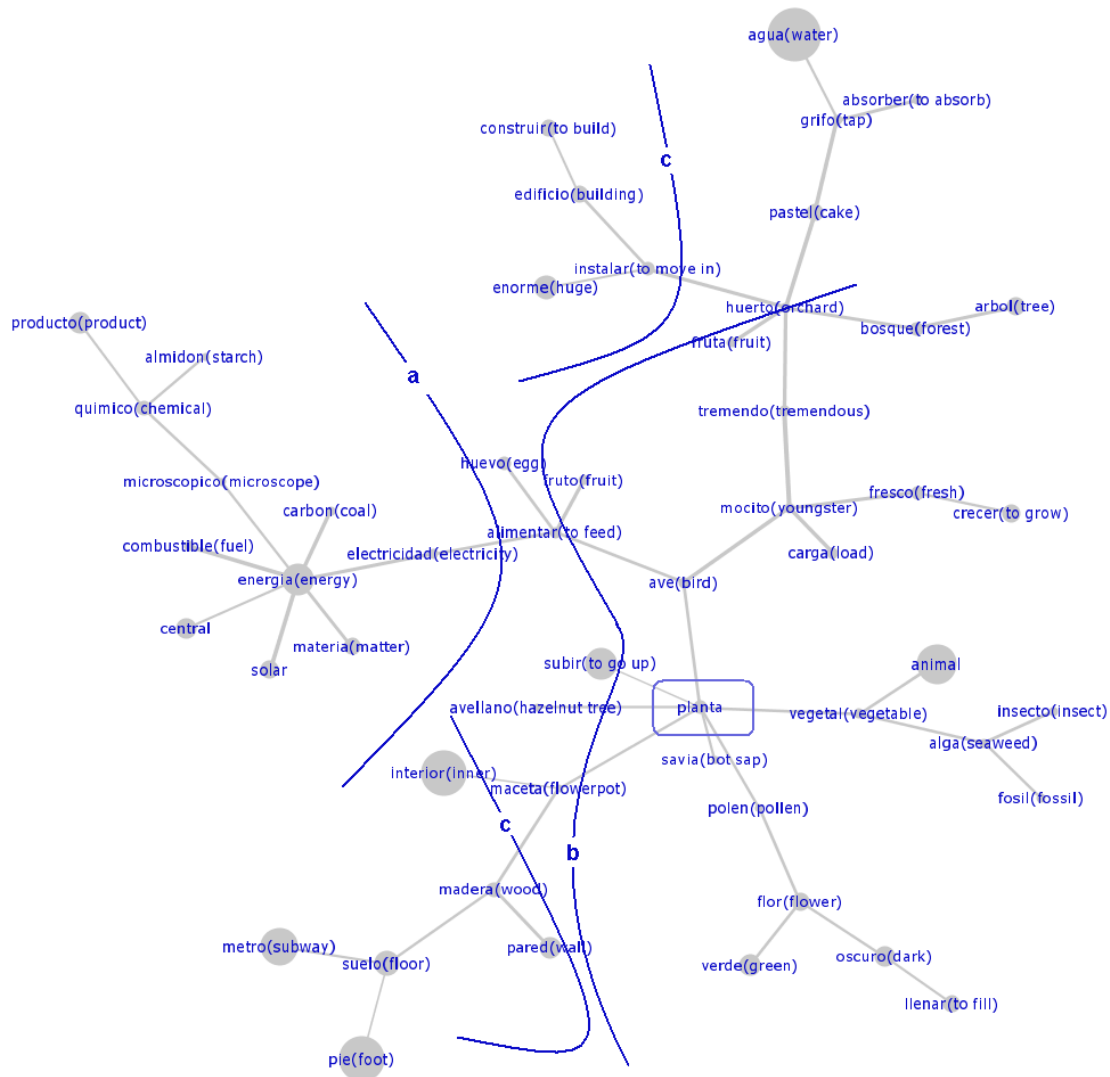 agua(water)
absorber(to absorb)
grifo(tap)
construir(to build)
c
edificio(building)
pastel(cake)
instalar(to move in)
enorme(huge)
huerto(orchard)
arbol(tree)
producto(product)
bosque(forest)
fruta(fruit)
almidon(starch)
a
quimico(chemical)
tremendo(tremendous)
huevo(egg)
microscopico(microscope)
fruto(fruit)
fresco(fresh)
carbon(coal)
mocito(youngster)
crecer(to grow)
alimentar(to feed)
combustible(fuel)
electricidad(electricity)
carga(load)
energia(energy)
ave(bird)
central
materia(matter)
subir(to go up)
animal
solar
avellano(hazelnut tree)
planta
vegetal(vegetable)
insecto(insect)
alga(seaweed)
savia(bot sap)
interior(inner)
maceta(flowerpot)
fosil(fossil)
polen(pollen)
c
b
madera(wood)
flor(flower)
metro(subway)
pared(wall)
suelo(floor)
verde(green)
oscuro(dark)
llenar(to fill)
pie(foot)